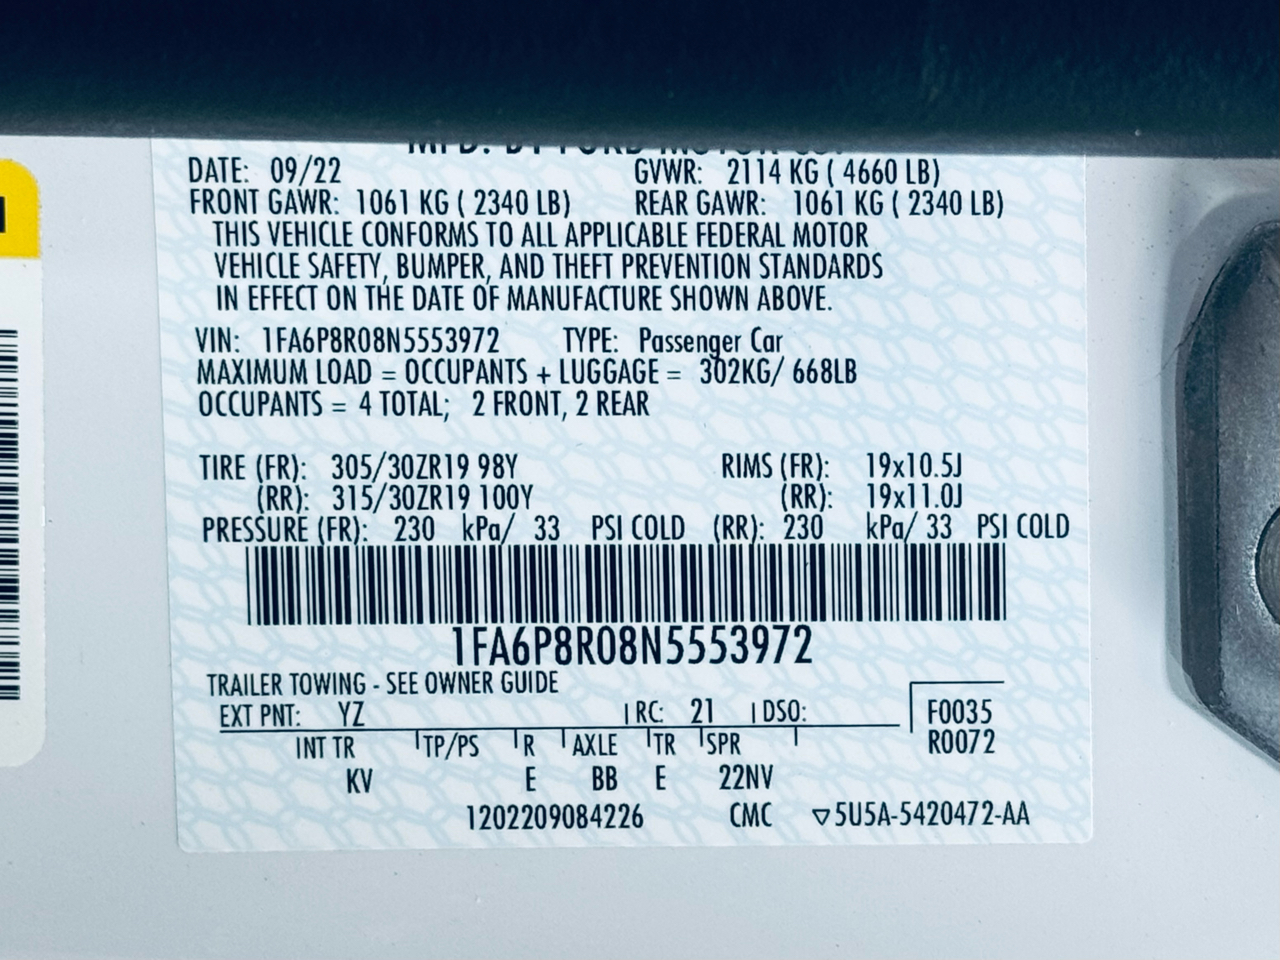 MFD. BY FORD MOTOR CO.
DATE: 09/22 GVWR: 2114 KG ( 4660 LB)
FRONT GAWR: 1061 KG ( 2340 LB) REAR GAWR: 1061 KG ( 2340 LB)
THIS VEHICLE CONFORMS TO ALL APPLICABLE FEDERAL MOTOR
VEHICLE SAFETY, BUMPER, AND THEFT PREVENTION STANDARDS
IN EFFECT ON THE DATE OF MANUFACTURE SHOWN ABOVE.
VIN: 1FA6P8R08N5553972 TYPE: Passenger Car
MAXIMUM LOAD = OCCUPANTS + LUGGAGE = 302KG/ 668LB
OCCUPANTS = 4 TOTAL; 2 FRONT, 2 REAR
TIRE (FR): 305/30ZR19 98Y RIMS (FR): 19x10.5J
(RR): 315/30ZR19 100Y (RR): 19x11.0J
PRESSURE (FR): 230 kPa/ 33 PSI COLD (RR): 230 kPa/ 33 PSI COLD
1FA6P8R08N5553972
TRAILER TOWING - SEE OWNER GUIDE
EXT PNT: YZ RC: 21 DSO: F0035
INT TR TP/PS R AXLE TR SPR R0072
KV E BB E 22NV
1202209084226 CMC ▽5U5A-5420472-AA